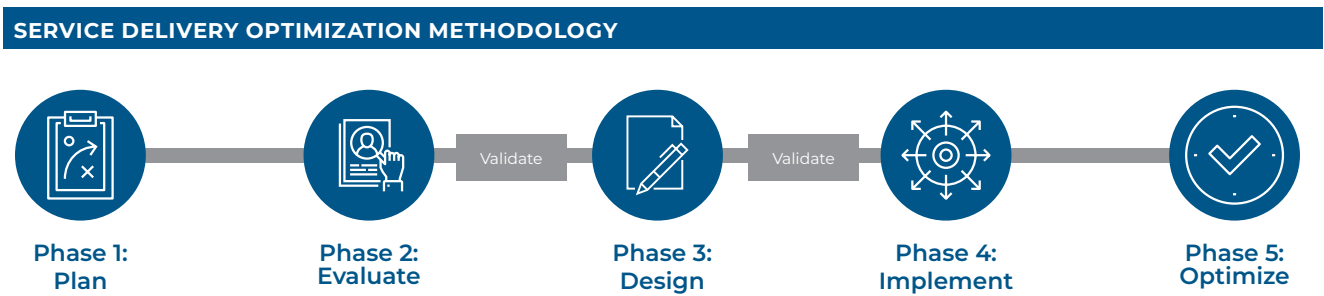 SERVICE DELIVERY OPTIMIZATION METHODOLOGY
Validate
Validate
Phase 1:
Plan
Phase 2:
Evaluate
Phase 3:
Design
Phase 4:
Implement
Phase 5:
Optimize